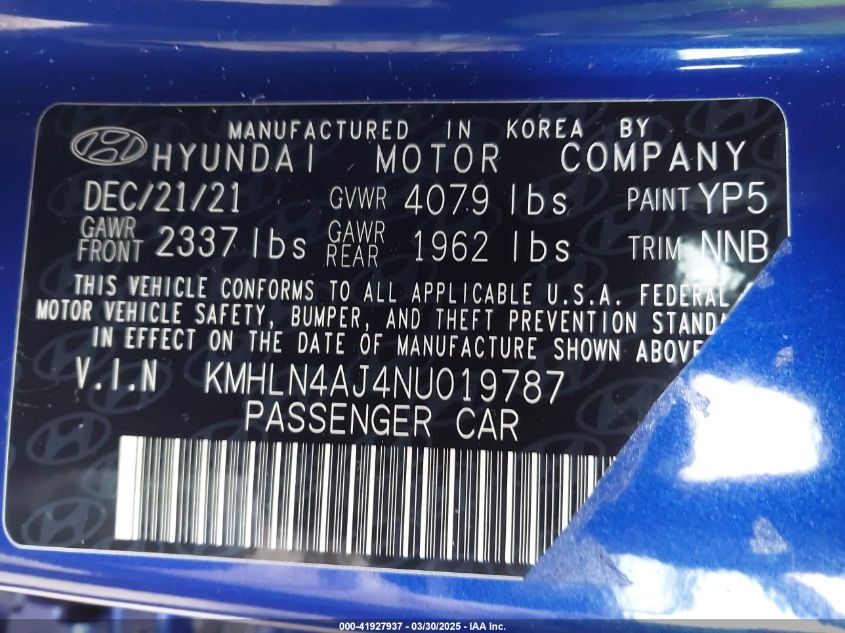 MANUFACTURED IN KOREA BY
HYUNDAI MOTOR COMPANY
DEC/21/21 GVWR 4079 lbs PAINT YP5
GAWR FRONT 2337 lbs GAWR REAR 1962 lbs TRIM NNB
THIS VEHICLE CONFORMS TO ALL APPLICABLE U.S.A. FEDERAL
MOTOR VEHICLE SAFETY, BUMPER, AND THEFT PREVENTION STANDA
IN EFFECT ON THE DATE OF MANUFACTURE SHOWN ABOVE
V.I.N KMHLN4AJ4NU019787
PASSENGER CAR
000-41927937 - 03/30/2025 - IAA Inc.